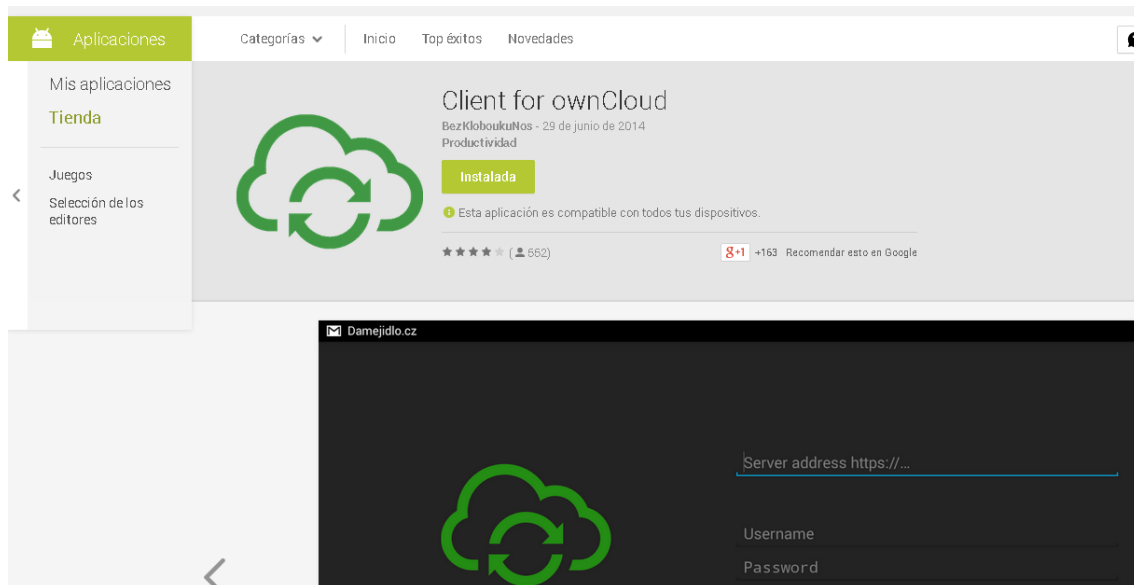 Aplicaciones
Categorías
Inicio
Top éxitos
Novedades
Mis aplicaciones
Tienda
Juegos
Selección de los
editores
Client for ownCloud
BezKloboukuNos - 29 de junio de 2014
Productividad
Instalada
Esta aplicación es compatible con todos tus dispositivos.
(552)
g+1 +163 Recomendar esto en Google
Damejidlo.cz
Server address https://...
Username
Password